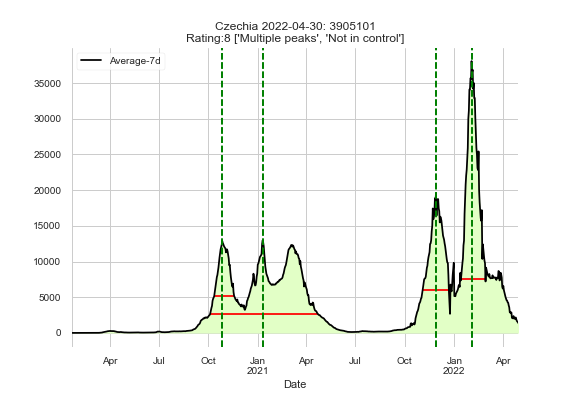 Czechia 2022-04-30: 3905101
Rating:8 ['Multiple peaks', 'Not in control']
Average-7d
35000
30000
25000
20000
15000
10000
5000
0
Apr Jul Oct Jan Apr Jul Oct Jan Apr
2021 2022
Date